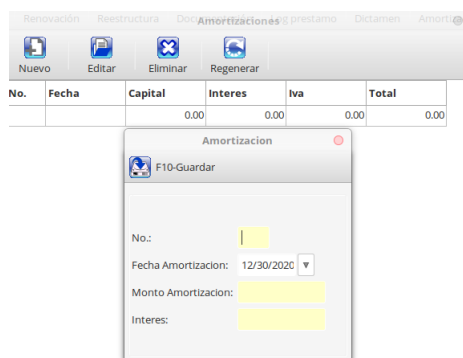 Renovación Reestructura Amortizaciones prestamo Dictamen
Nuevo Editar Eliminar Regenerar
No. Fecha Capital Interes Iva Total
0.00 0.00 0.00 0.00
Amortizacion
F10-Guardar
No.:
Fecha Amortizacion: 12/30/2020
Monto Amortizacion:
Interes: